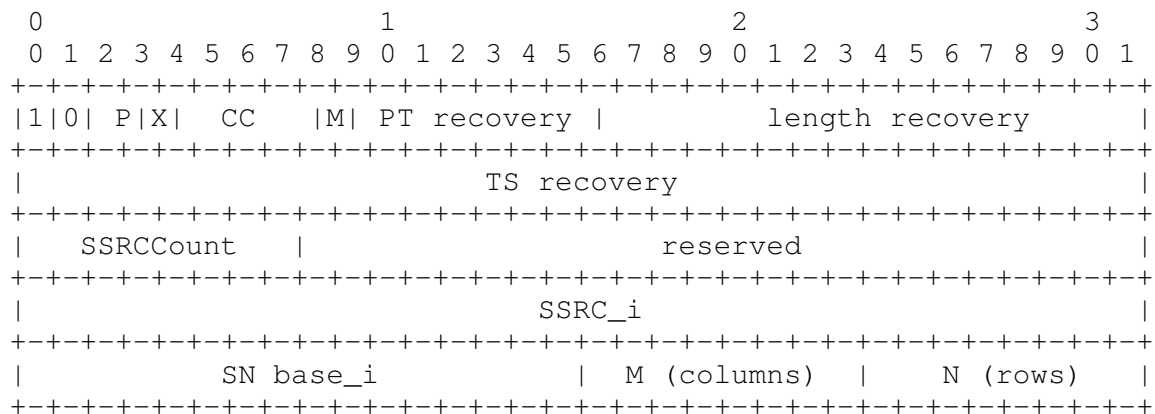 0                   1                   2                   3
 0 1 2 3 4 5 6 7 8 9 0 1 2 3 4 5 6 7 8 9 0 1 2 3 4 5 6 7 8 9 0 1
+-+-+-+-+-+-+-+-+-+-+-+-+-+-+-+-+-+-+-+-+-+-+-+-+-+-+-+-+-+-+-+-+
|1|0| P|X|  CC   |M| PT recovery |        length recovery        |
+-+-+-+-+-+-+-+-+-+-+-+-+-+-+-+-+-+-+-+-+-+-+-+-+-+-+-+-+-+-+-+-+
|                          TS recovery                          |
+-+-+-+-+-+-+-+-+-+-+-+-+-+-+-+-+-+-+-+-+-+-+-+-+-+-+-+-+-+-+-+-+
|   SSRCCount   |                    reserved                   |
+-+-+-+-+-+-+-+-+-+-+-+-+-+-+-+-+-+-+-+-+-+-+-+-+-+-+-+-+-+-+-+-+
|                             SSRC_i                            |
+-+-+-+-+-+-+-+-+-+-+-+-+-+-+-+-+-+-+-+-+-+-+-+-+-+-+-+-+-+-+-+-+
|           SN base_i           |  M (columns)  |    N (rows)   |
+-+-+-+-+-+-+-+-+-+-+-+-+-+-+-+-+-+-+-+-+-+-+-+-+-+-+-+-+-+-+-+-+